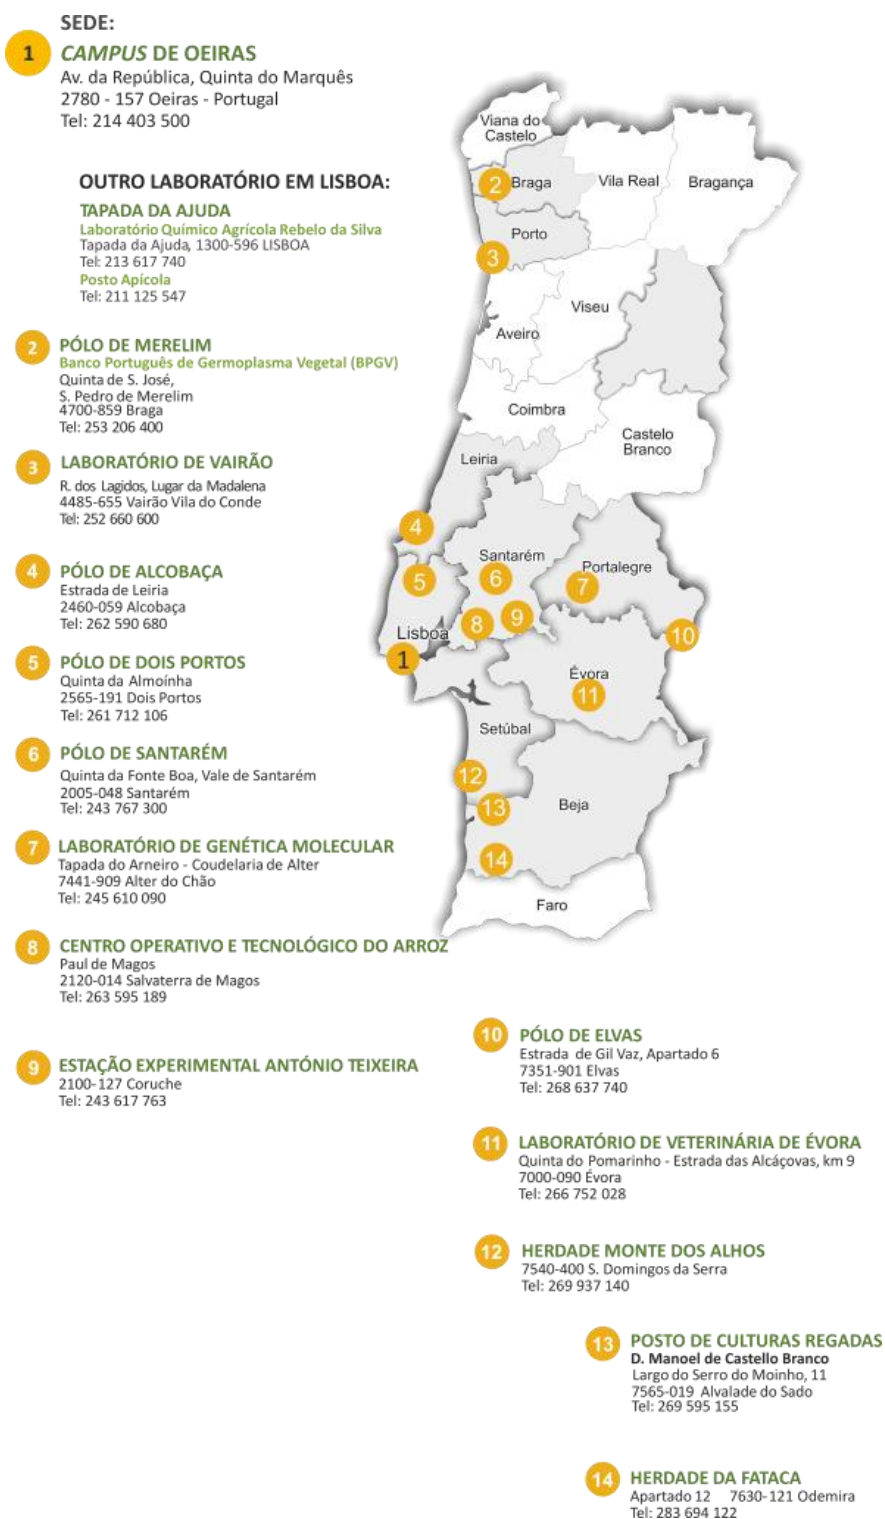 SEDE:
1
CAMPUS DE OEIRAS
Av. da República, Quinta do Marquês
2780 - 157 Oeiras - Portugal
Tel: 214 403 500
OUTRO LABORATÓRIO EM LISBOA:
TAPADA DA AJUDA
Laboratório Químico Agrícola Rebelo da Silva
Tapada da Ajuda, 1300-596 LISBOA
Tel: 213 617 740
Posto Apícola
Tel: 211 125 547
2
PÓLO DE MERELIM
Banco Português de Germoplasma Vegetal (BPGV)
Quinta de S. José,
S. Pedro de Merelim
4700-859 Braga
Tel: 253 206 400
3
LABORATÓRIO DE VAIRÃO
R. dos Lagidos, Lugar da Madalena
4485-655 Vairão Vila do Conde
Tel: 252 660 600
4
PÓLO DE ALCOBAÇA
Estrada de Leiria
2460-059 Alcobaça
Tel: 262 590 680
5
PÓLO DE DOIS PORTOS
Quinta da Almoínha
2565-191 Dois Portos
Tel: 261 712 106
6
PÓLO DE SANTARÉM
Quinta da Fonte Boa, Vale de Santarém
2005-048 Santarém
Tel: 243 767 300
7
LABORATÓRIO DE GENÉTICA MOLECULAR
Tapada do Arneiro - Coudelaria de Alter
7441-909 Alter do Chão
Tel: 245 610 090
8
CENTRO OPERATIVO E TECNOLÓGICO DO ARROZ
Paul de Magos
2120-014 Salvaterra de Magos
Tel: 263 595 189
9
ESTAÇÃO EXPERIMENTAL ANTÓNIO TEIXEIRA
2100-127 Coruche
Tel: 243 617 763
Viana do
Castelo
2
Braga
Vila Real
Bragança
Porto
3
Viseu
Aveiro
Coimbra
Castelo
Branco
Leiria
4
Santarém
Portalegre
5
6
7
8
9
10
Lisboa
1
Évora
11
Setúbal
12
13
Beja
14
Faro
10
PÓLO DE ELVAS
Estrada de Gil Vaz, Apartado 6
7351-901 Elvas
Tel: 268 637 740
11
LABORATÓRIO DE VETERINÁRIA DE ÉVORA
Quinta do Pomarinho - Estrada das Alcáçovas, km 9
7000-090 Évora
Tel: 266 752 028
12
HERDADE MONTE DOS ALHOS
7540-400 S. Domingos da Serra
Tel: 269 937 140
13
POSTO DE CULTURAS REGADAS
D. Manoel de Castello Branco
Largo do Serro do Moinho, 11
7565-019 Alvalade do Sado
Tel: 269 595 155
14
HERDADE DA FATACA
Apartado 12 7630-121 Odemira
Tel: 283 694 122